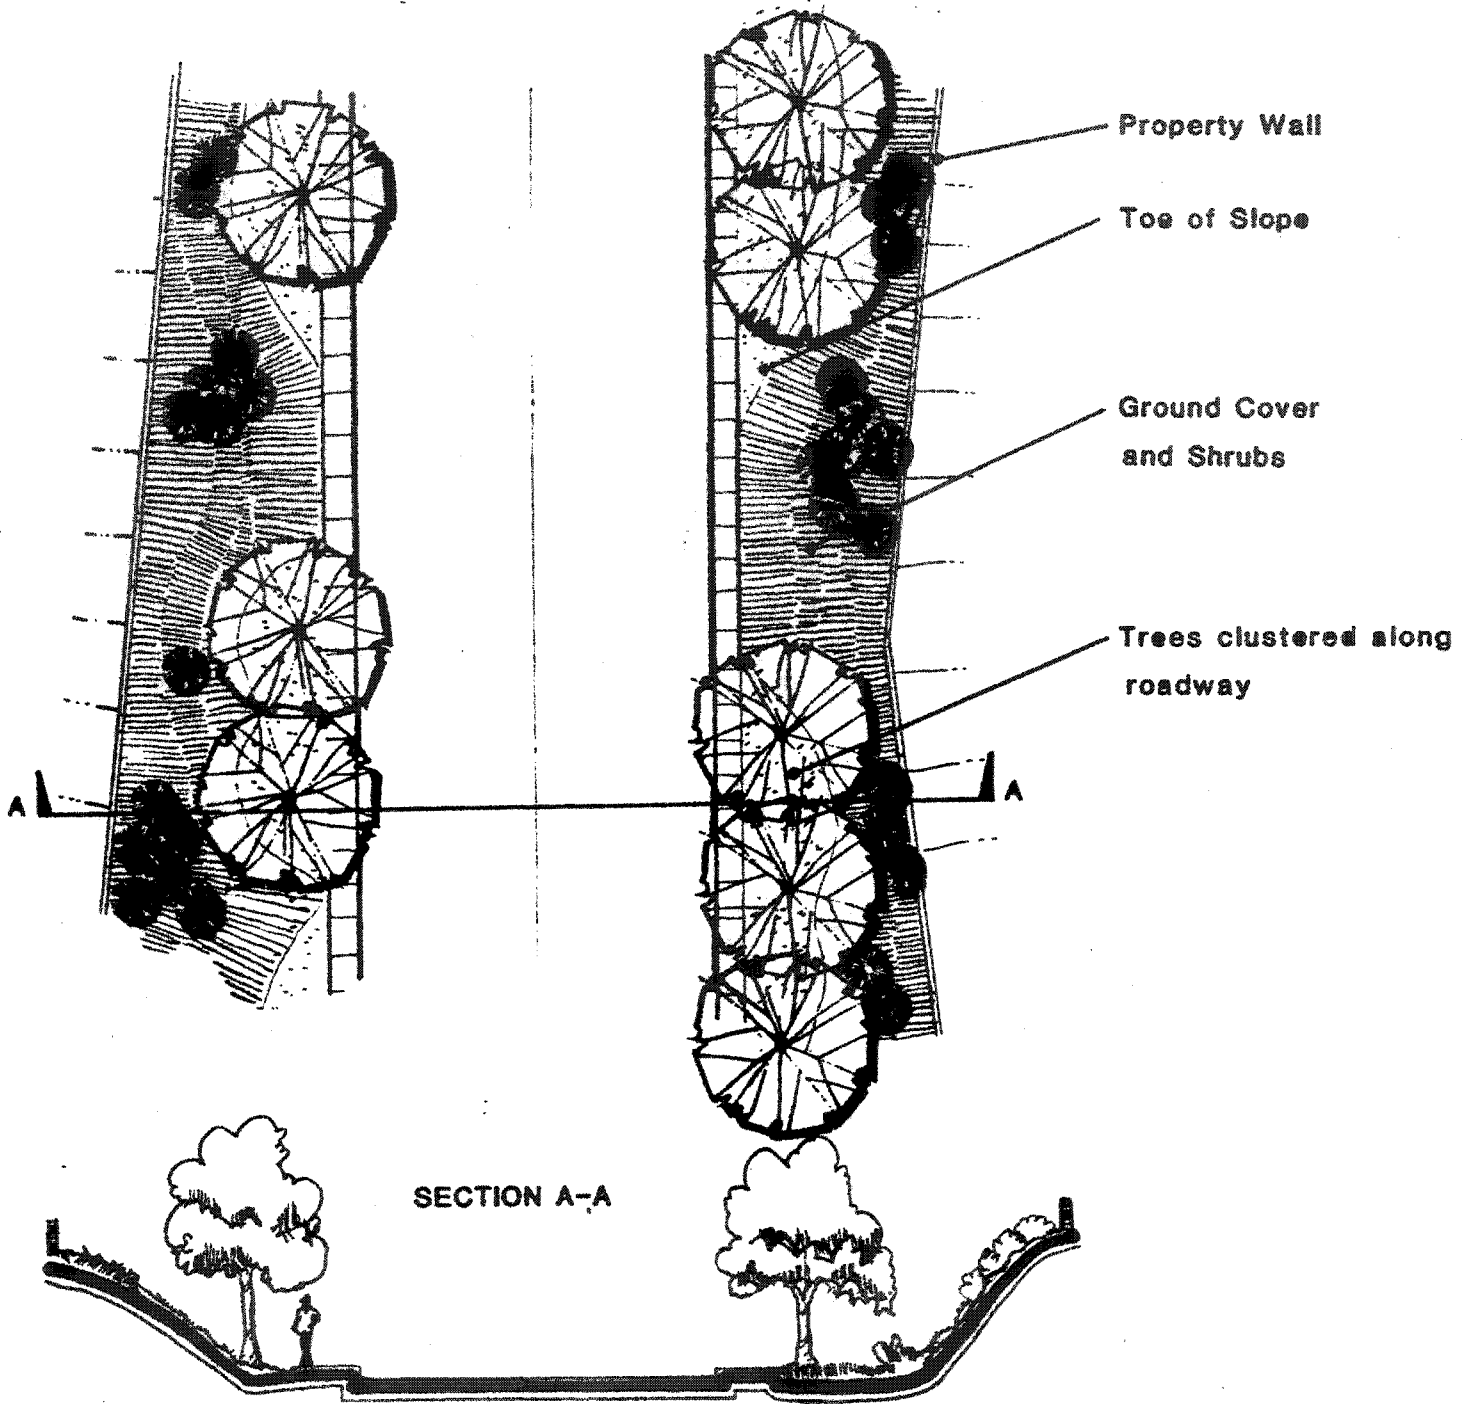 Property Wall
Toe of Slope
Ground Cover
and Shrubs
Trees clustered along
roadway
A
A
SECTION A-A